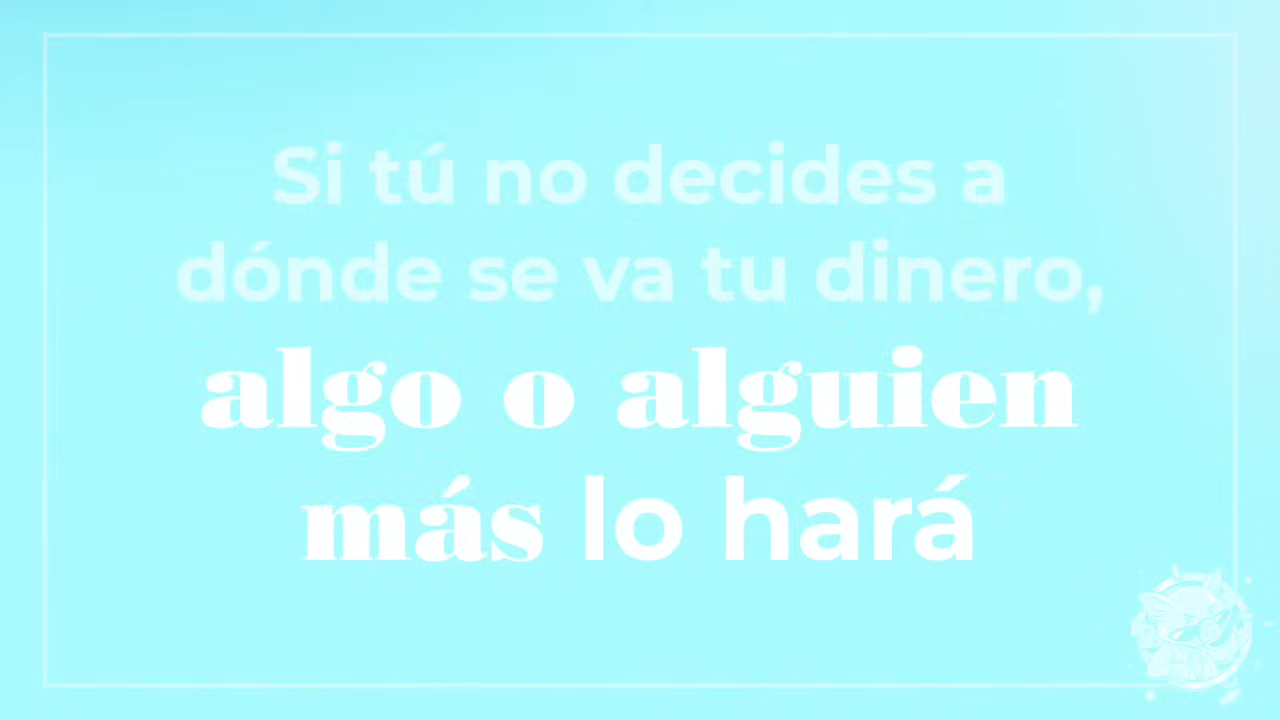 Si tú no decides a
dónde se va tu dinero,
algo o alguien
más lo hará